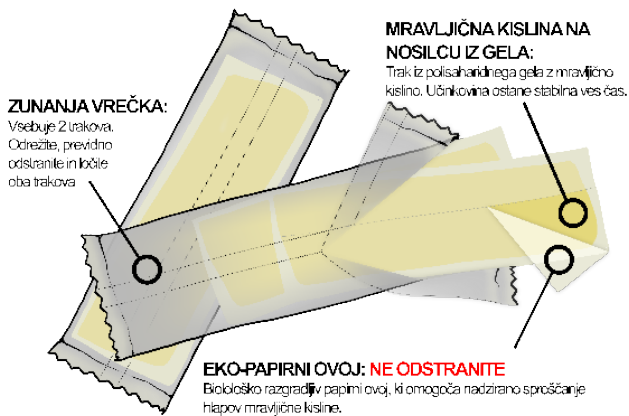 MRAVLJIČNA KISLINA NA
NOSILCU IZ GELA:
Trak iz polisaharidnega gela z mravljično
kislino. Učinkovina ostane stabilna ves čas.
ZUNANJA VREČKA:
Vsebuje 2 trakova.
Odrežite, previdno
odstranite in ločite
oba trakova
EKO-PAPIRNI OVOJ: NE ODSTRANITE
Biolološko razgradljiv papirni ovoj, ki omogoča nadzirano sproščanje
hlapov mravljične kisline.